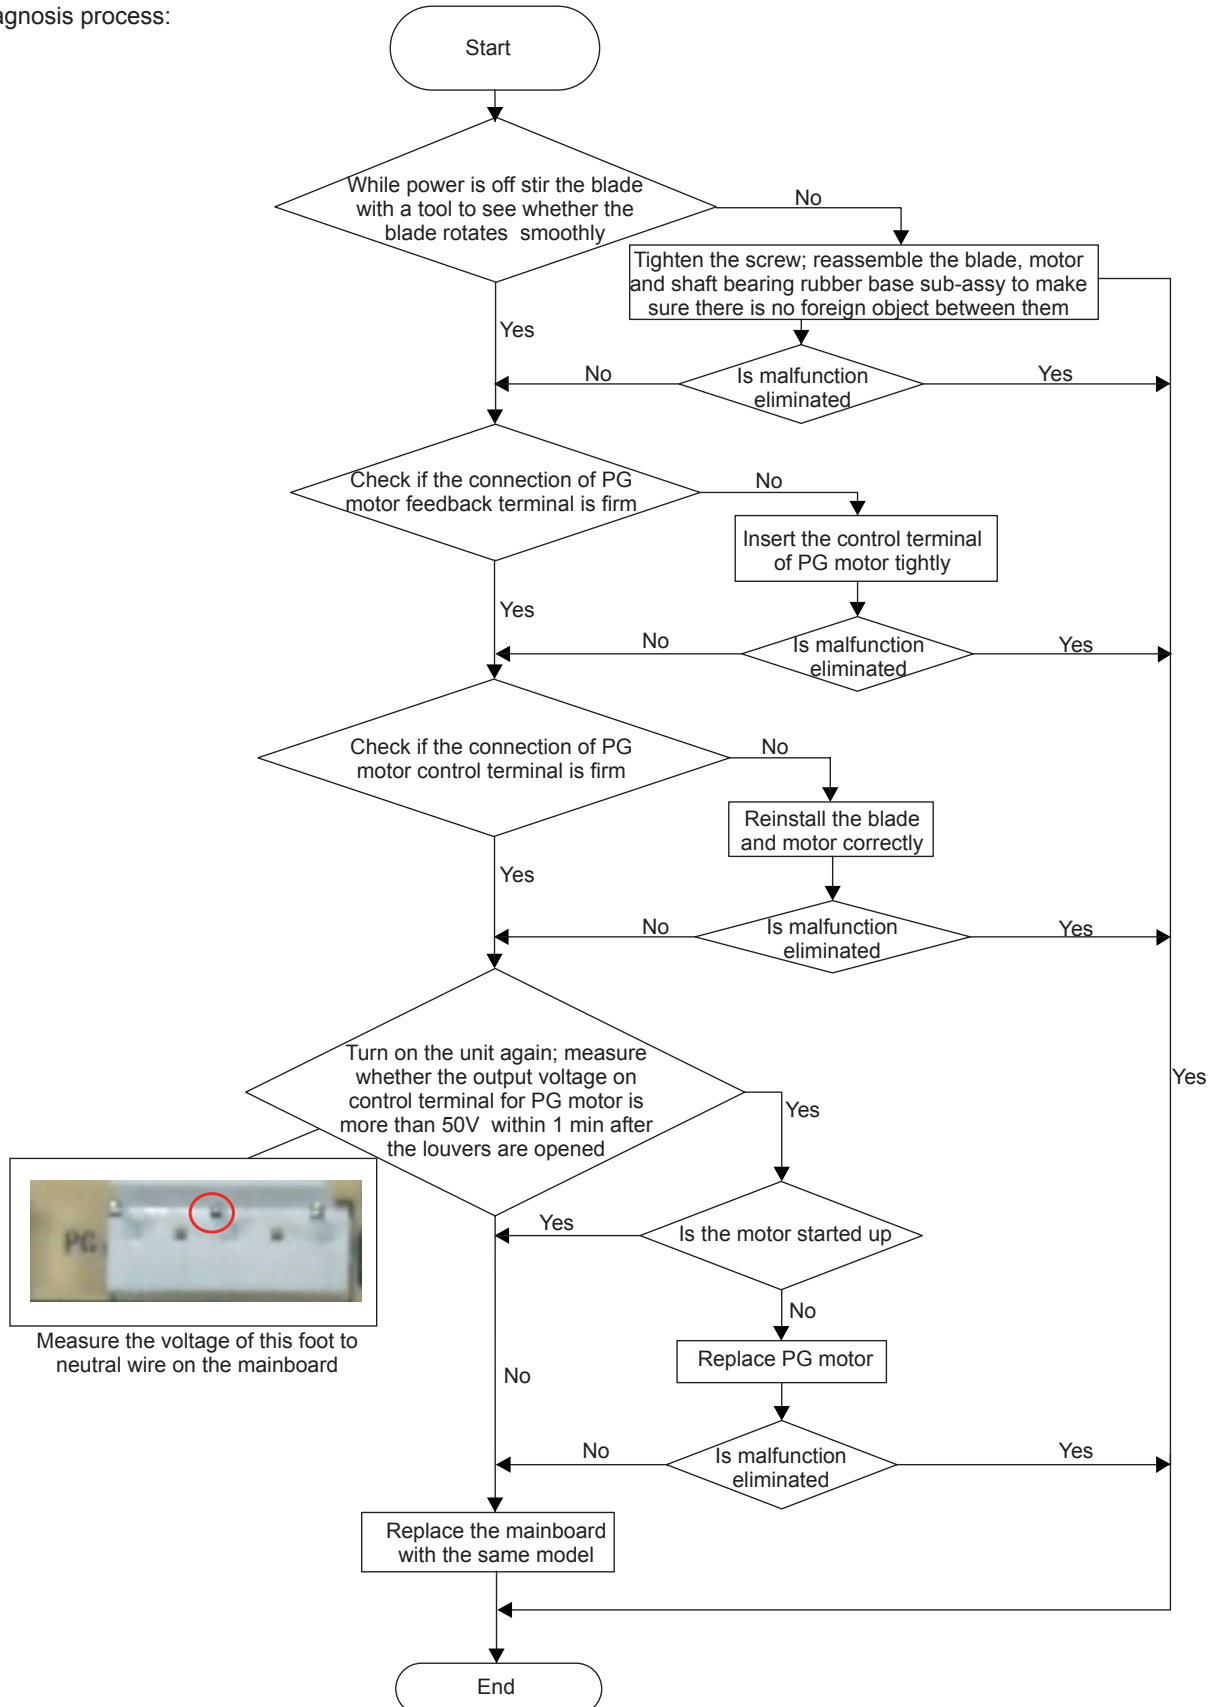 agnosis process:
Start
While power is off stir the blade
with a tool to see whether the
blade rotates smoothly
No
Tighten the screw; reassemble the blade, motor
and shaft bearing rubber base sub-assy to make
sure there is no foreign object between them
Yes
No
Is malfunction
eliminated
Yes
Check if the connection of PG
motor feedback terminal is firm
No
Insert the control terminal
of PG motor tightly
Yes
No
Is malfunction
eliminated
Yes
Check if the connection of PG
motor control terminal is firm
No
Reinstall the blade
and motor correctly
Yes
No
Is malfunction
eliminated
Yes
Turn on the unit again; measure
whether the output voltage on
control terminal for PG motor is
more than 50V within 1 min after
the louvers are opened
Yes
Yes
PG
Measure the voltage of this foot to
neutral wire on the mainboard
Yes
Is the motor started up
No
Replace PG motor
No
No
Is malfunction
eliminated
Yes
Replace the mainboard
with the same model
End